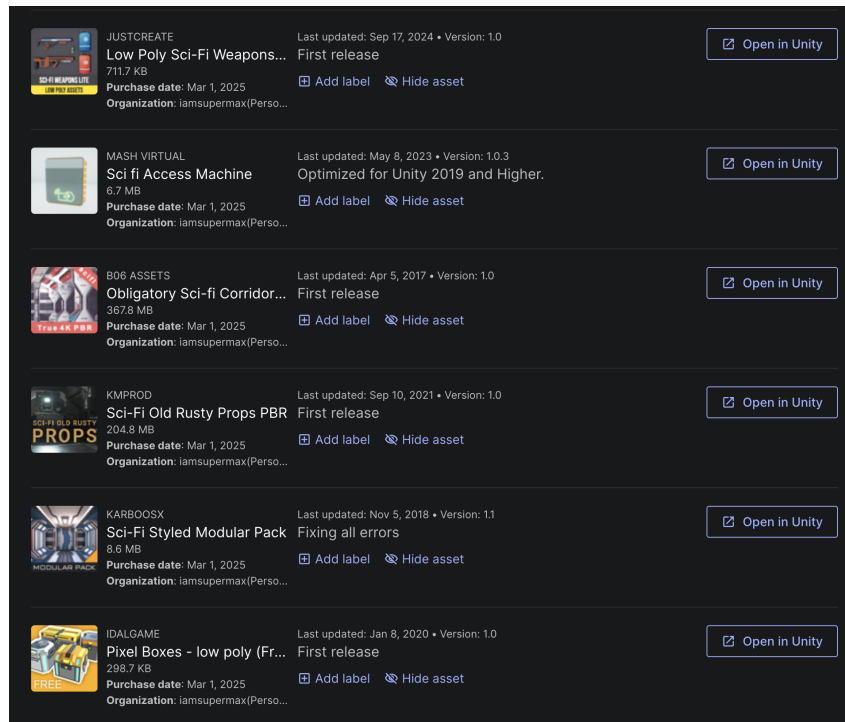 SCI-FI WEAPONS LITE
LOW POLY ASSETS
JUSTCREATE
Low Poly Sci-Fi Weapons...
711.7 KB
Purchase date: Mar 1, 2025
Organization: iamsupermax(Perso...
Last updated: Sep 17, 2024 • Version: 1.0
First release
Add label Hide asset
Open in Unity
MASH VIRTUAL
Sci fi Access Machine
6.7 MB
Purchase date: Mar 1, 2025
Organization: iamsupermax(Perso...
Last updated: May 8, 2023 • Version: 1.0.3
Optimized for Unity 2019 and Higher.
Add label Hide asset
Open in Unity
scifi
True 4K PBR
B06 ASSETS
Obligatory Sci-fi Corridor...
367.8 MB
Purchase date: Mar 1, 2025
Organization: iamsupermax(Perso...
Last updated: Apr 5, 2017 • Version: 1.0
First release
Add label Hide asset
Open in Unity
SCI-FI OLD RUSTY
PROPS
KMPROD
Sci-Fi Old Rusty Props PBR
204.8 MB
Purchase date: Mar 1, 2025
Organization: iamsupermax(Perso...
Last updated: Sep 10, 2021 • Version: 1.0
First release
Add label Hide asset
Open in Unity
MODULAR PACK
KARBOOSX
Sci-Fi Styled Modular Pack
8.6 MB
Purchase date: Mar 1, 2025
Organization: iamsupermax(Perso...
Last updated: Nov 5, 2018 • Version: 1.1
Fixing all errors
Add label Hide asset
Open in Unity
FREE
IDALGAME
Pixel Boxes - low poly (Fr...
298.7 KB
Purchase date: Mar 1, 2025
Organization: iamsupermax(Perso...
Last updated: Jan 8, 2020 • Version: 1.0
First release
Add label Hide asset
Open in Unity